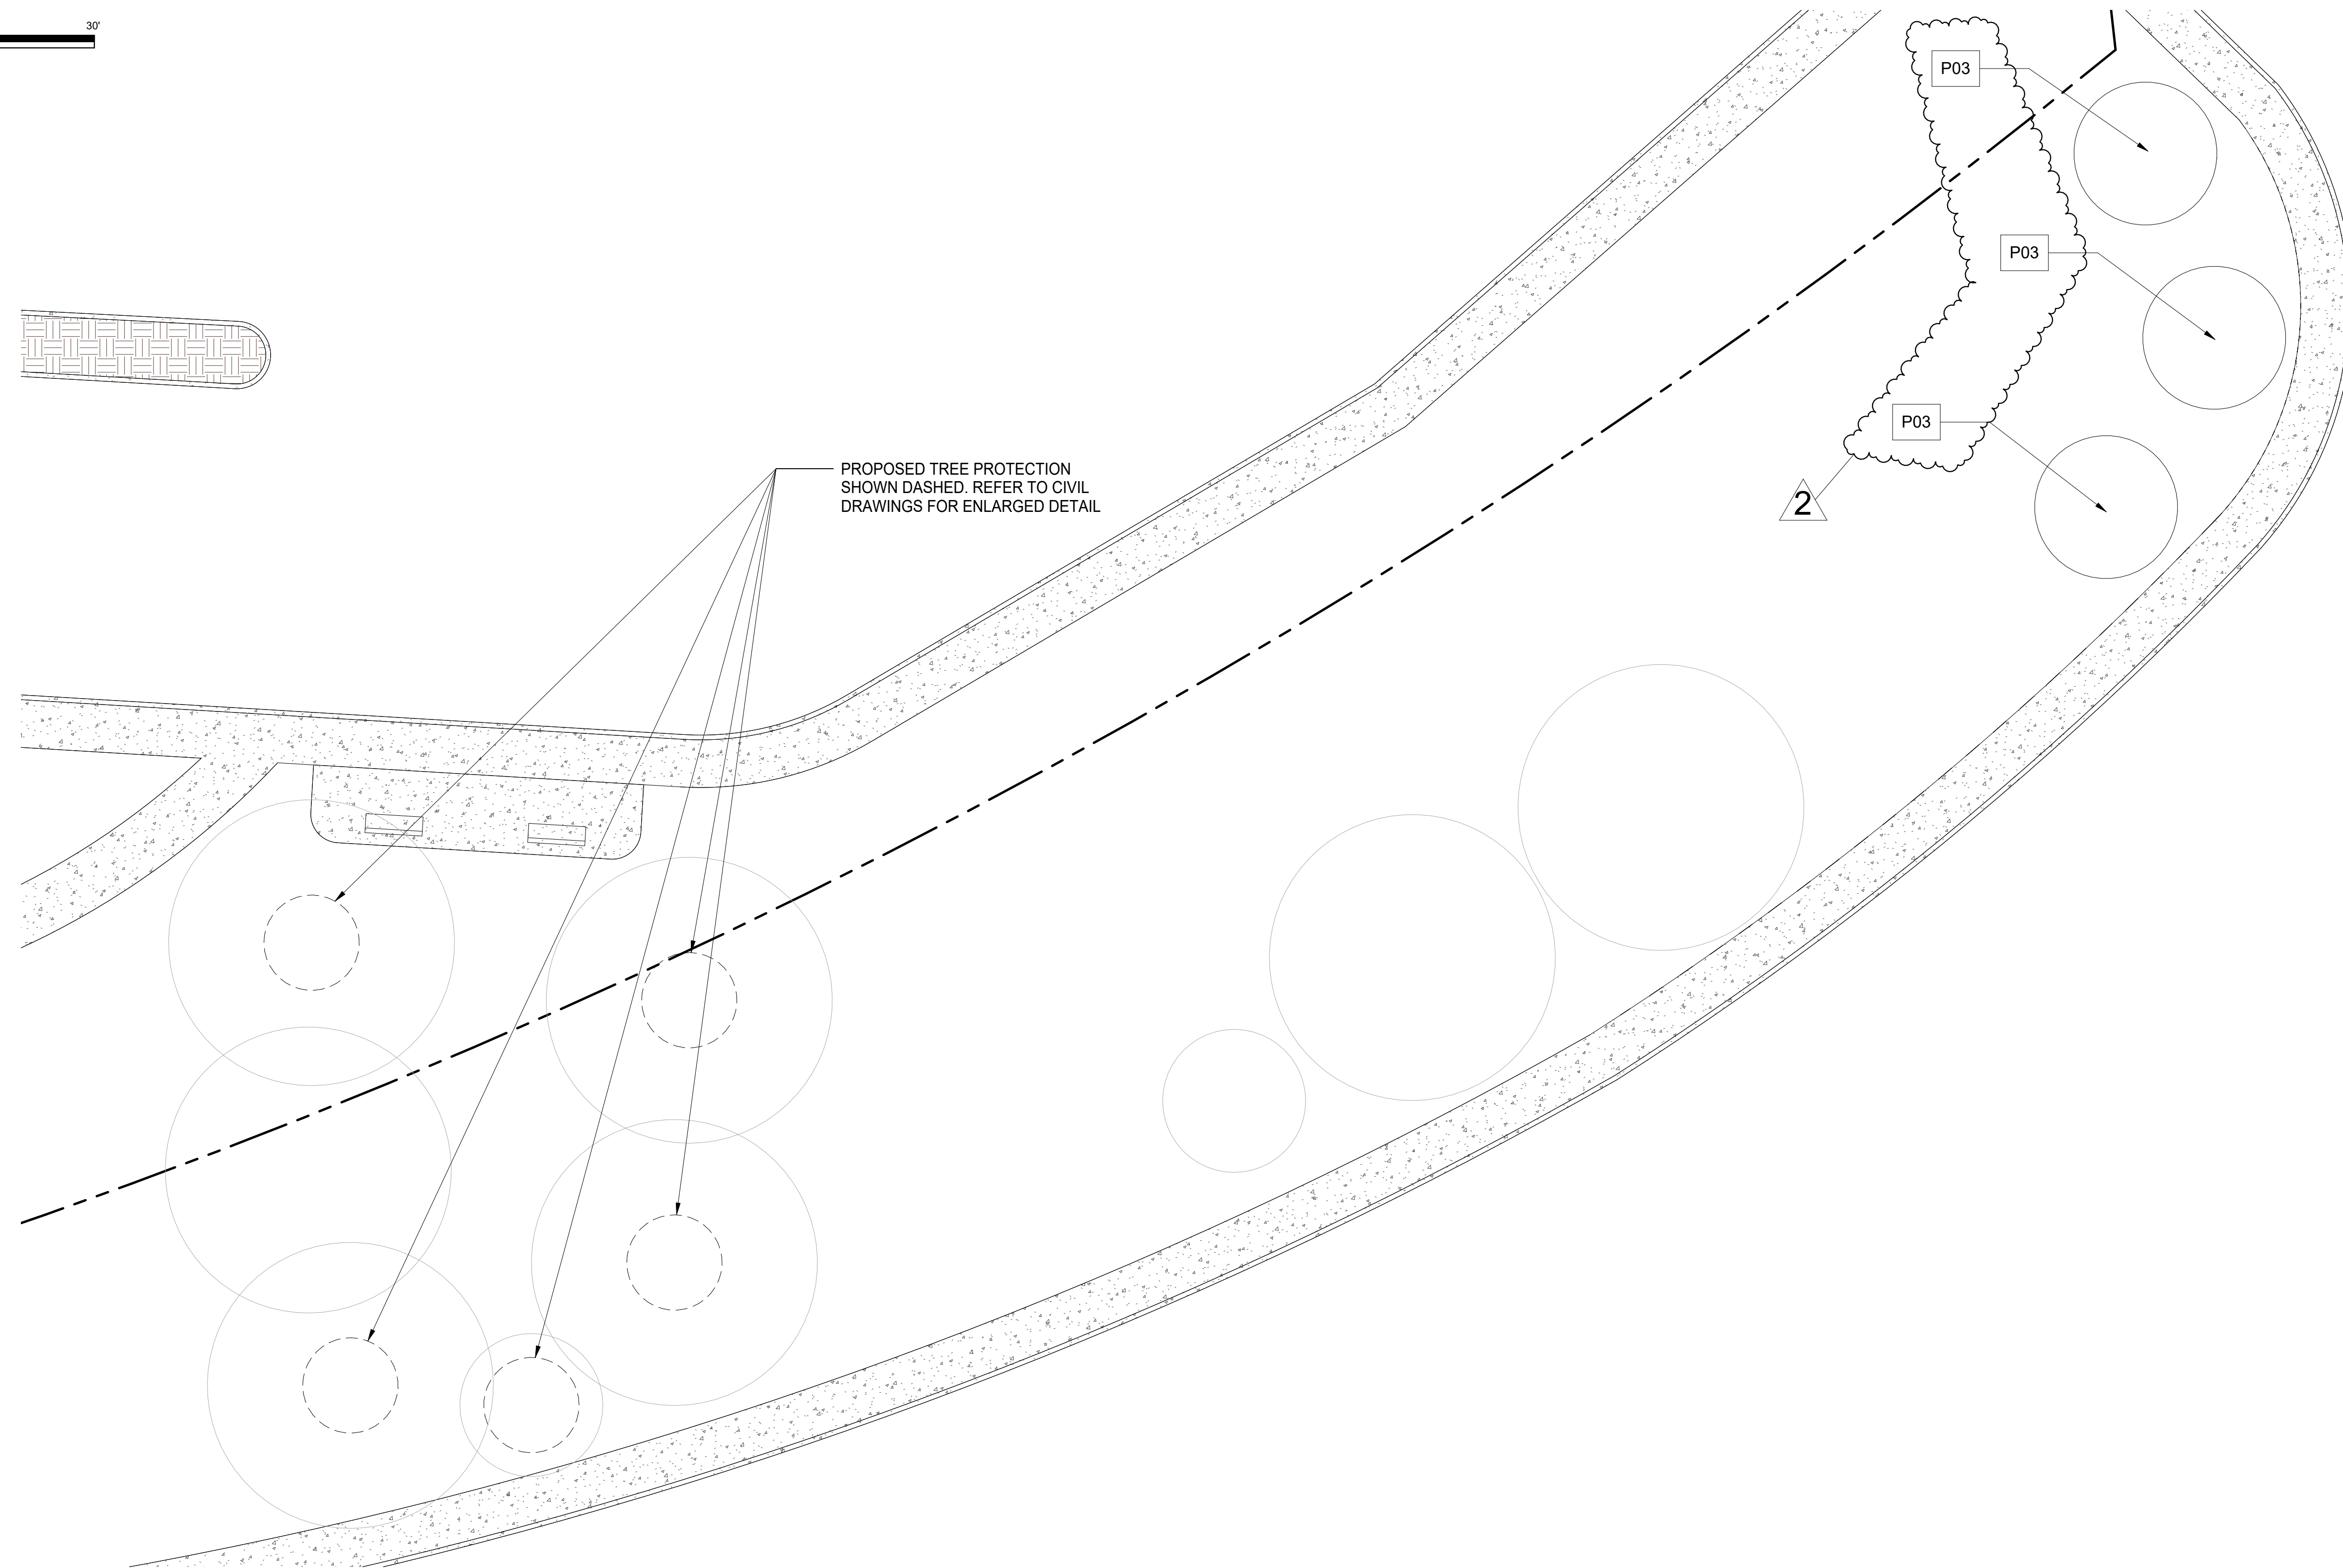 30'
P03
P03
P03
2
PROPOSED TREE PROTECTION
SHOWN DASHED. REFER TO CIVIL
DRAWINGS FOR ENLARGED DETAIL